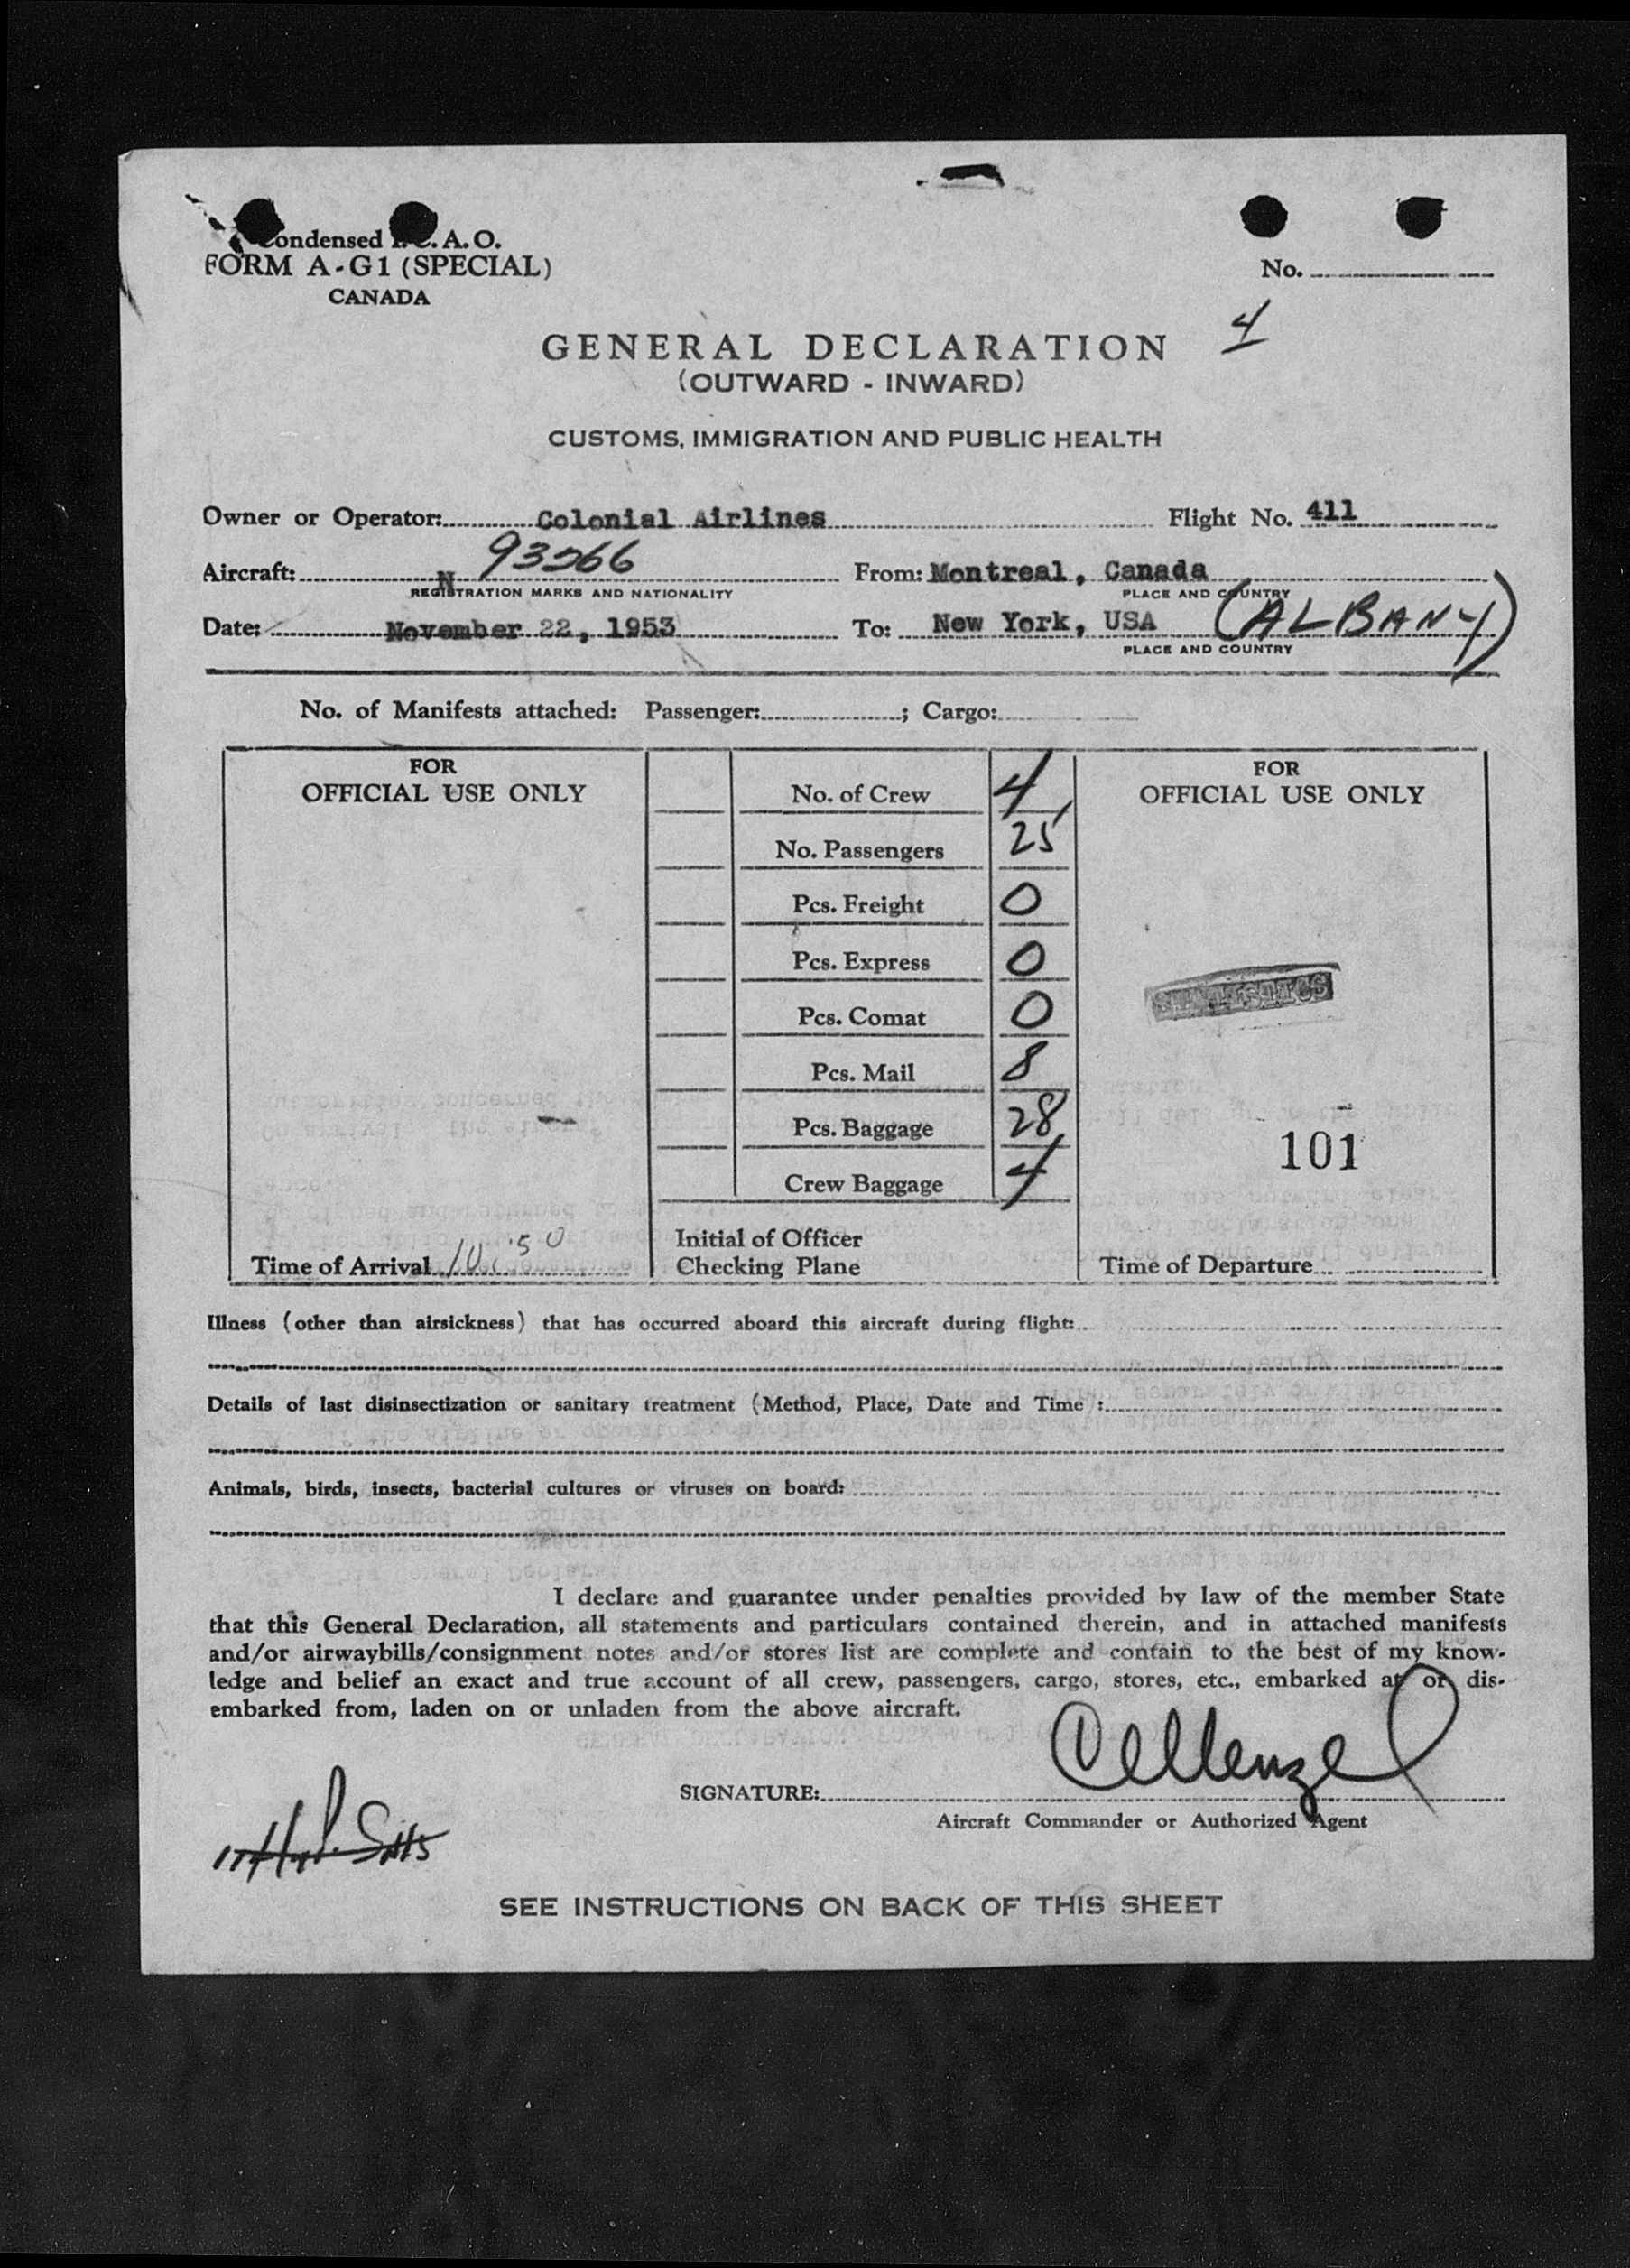 Condensed I. C. A. O.
FORM A-G1 (SPECIAL)
CANADA
No.
4
GENERAL DECLARATION
(OUTWARD - INWARD)
CUSTOMS, IMMIGRATION AND PUBLIC HEALTH
Owner or Operator: Colonial Airlines Flight No. 411
Aircraft: N 93266 From: Montreal, Canada
REGISTRATION MARKS AND NATIONALITY PLACE AND COUNTRY
Date: November 22, 1953 To: New York, USA (ALBANY)
PLACE AND COUNTRY
No. of Manifests attached: Passenger: ; Cargo:
FOR
OFFICIAL USE ONLY
No. of Crew 4
No. Passengers 25
Pcs. Freight 0
Pcs. Express 0
Pcs. Comat 0
Pcs. Mail 8
Pcs. Baggage 28
Crew Baggage 4
FOR
OFFICIAL USE ONLY
STATISTICS
101
Time of Arrival 10:50
Initial of Officer
Checking Plane
Time of Departure
Illness (other than airsickness) that has occurred aboard this aircraft during flight:
Details of last disinsectization or sanitary treatment (Method, Place, Date and Time :
Animals, birds, insects, bacterial cultures or viruses on board:
I declare and guarantee under penalties provided by law of the member State
that this General Declaration, all statements and particulars contained therein, and in attached manifests
and/or airwaybills/consignment notes and/or stores list are complete and contain to the best of my know-
ledge and belief an exact and true account of all crew, passengers, cargo, stores, etc., embarked at or dis-
embarked from, laden on or unladen from the above aircraft.
SIGNATURE:
Aircraft Commander or Authorized Agent
SEE INSTRUCTIONS ON BACK OF THIS SHEET